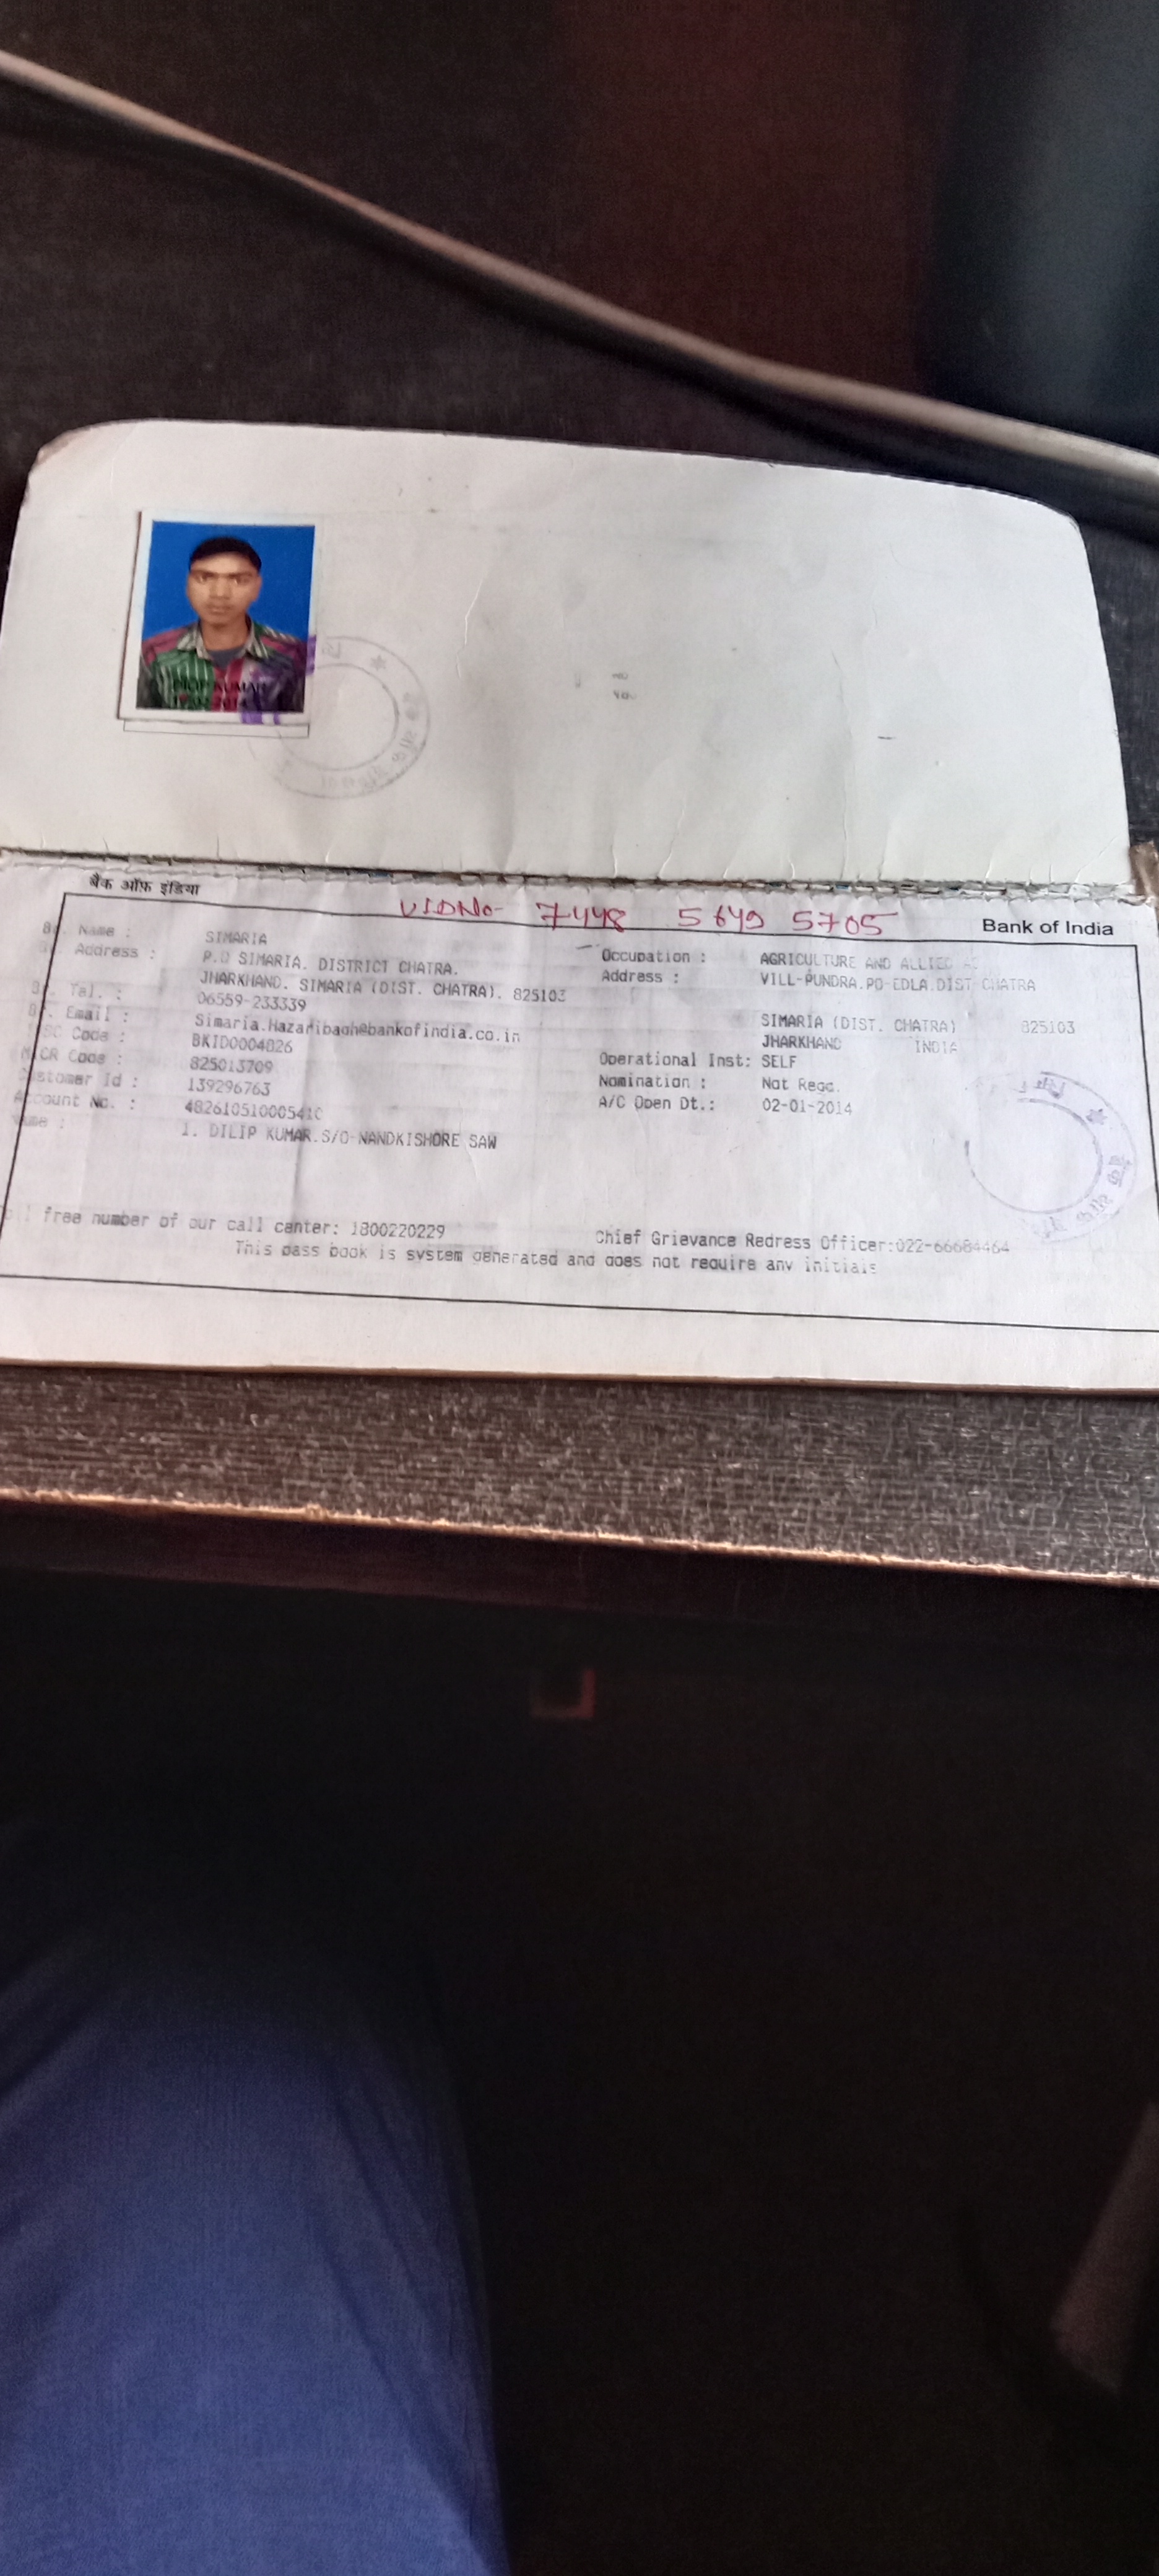 DILIP KUMAR
बैंक ऑफ़ इंडिया
UIDNo- 7448 5649 5705
Bank of India
Name : SIMARIA
Address : P.O SIMARIA. DISTRICT CHATRA.
JHARKHAND. SIMARIA (DIST. CHATRA). 825103
Tel. : 06559-233339
Email : Simaria.Hazaribagh@bankofindia.co.in
Code : BKID0004826
Code : 825013709
Customer Id : 139296763
Account No. : 482610510005410
1. DILIP KUMAR.S/O-NANDKISHORE SAW
Occupation : AGRICULTURE AND ALLIED
Address : VILL-PUNDRA.PO-EDLA.DIST CHATRA
SIMARIA (DIST. CHATRA) 825103
JHARKHAND INDIA
Operational Inst: SELF
Nomination : Not Regd.
A/C Open Dt.: 02-01-2014
free number of our call center: 1800220229
Chief Grievance Redress Officer:022-66684464
This pass book is system generated and does not require any initials